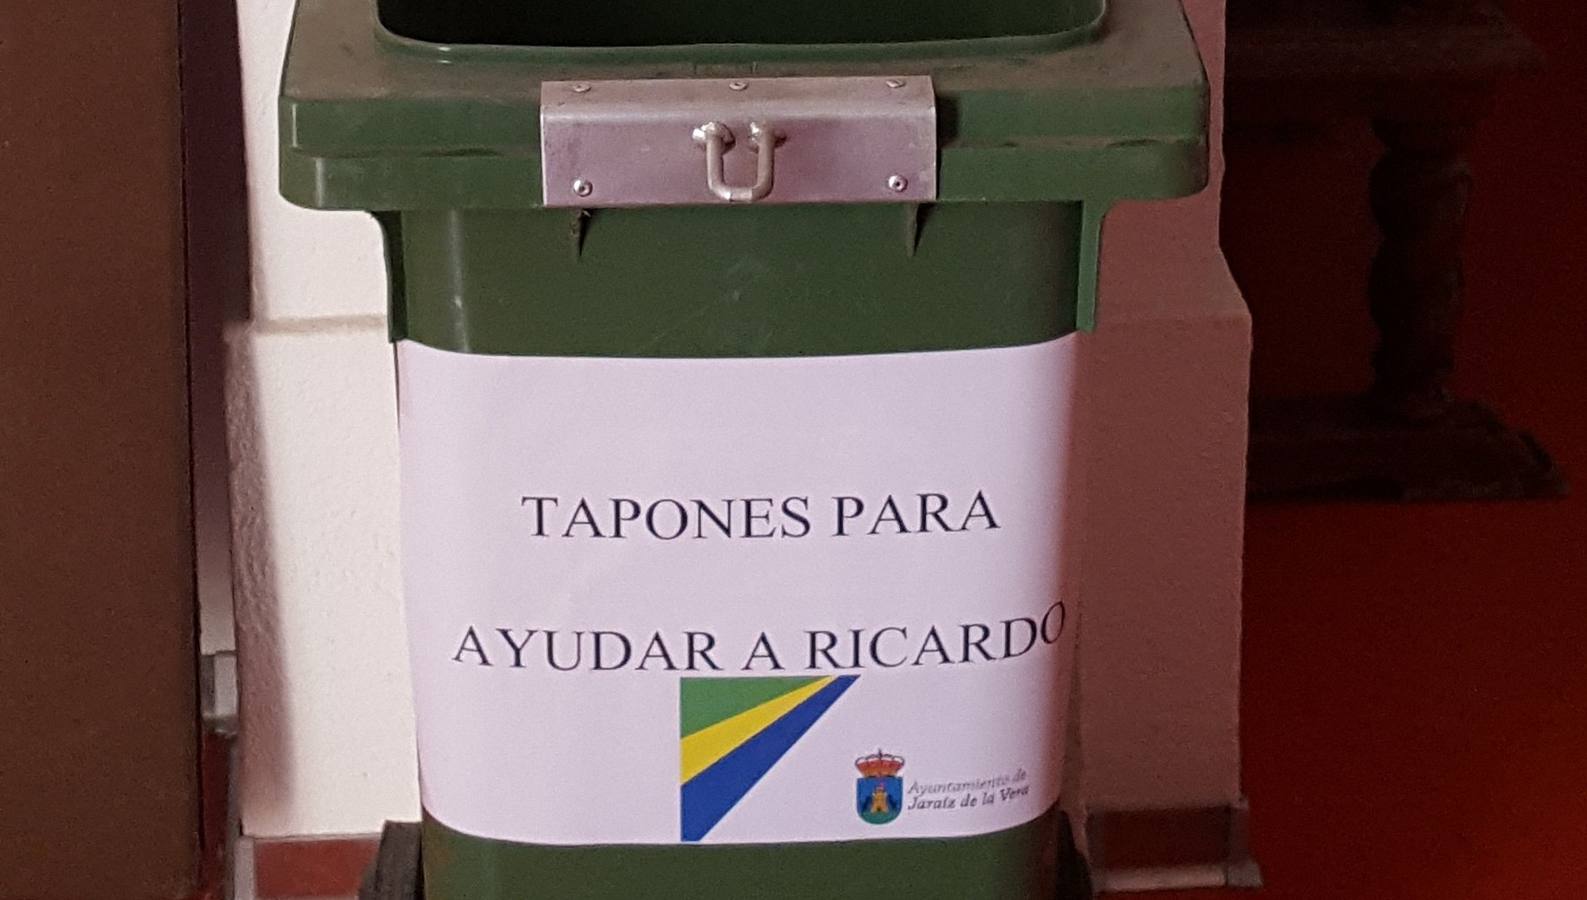 TAPONES PARA
AYUDAR A RICARDO
Ayuntamiento de
Jaraíz de la Vera